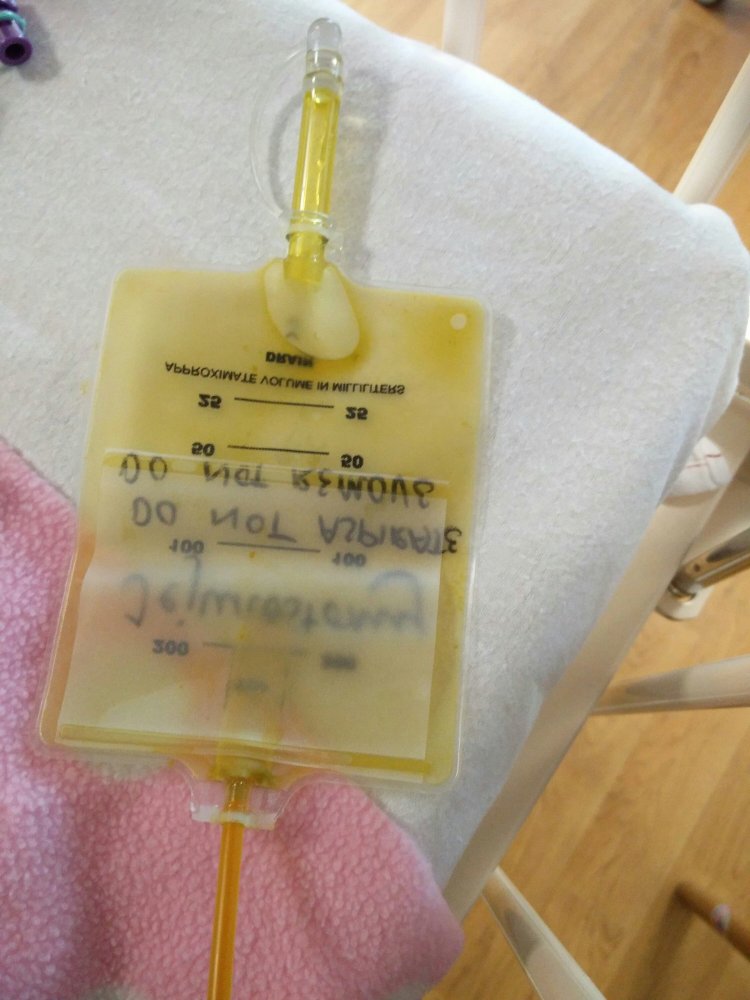 200
Jejunostomy
100 100
DO NOT ASPIRATE
DO NOT REMOVE
50 50
25 25
APPROXIMATE VOLUME IN MILLILITERS
DRAIN